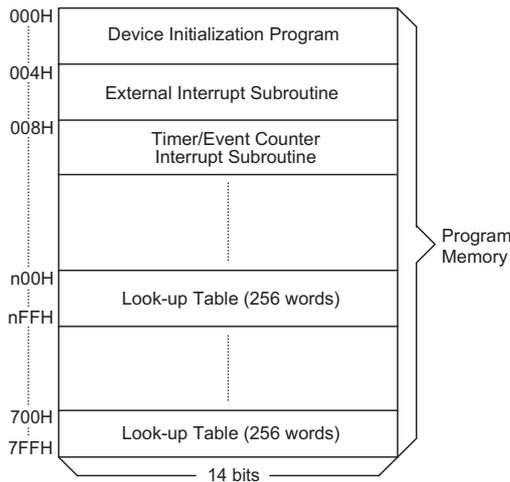 000H
Device Initialization Program
004H
External Interrupt Subroutine
008H
Timer/Event Counter
Interrupt Subroutine
Program
Memory
n00H
Look-up Table (256 words)
nFFH
700H
Look-up Table (256 words)
7FFH
14 bits